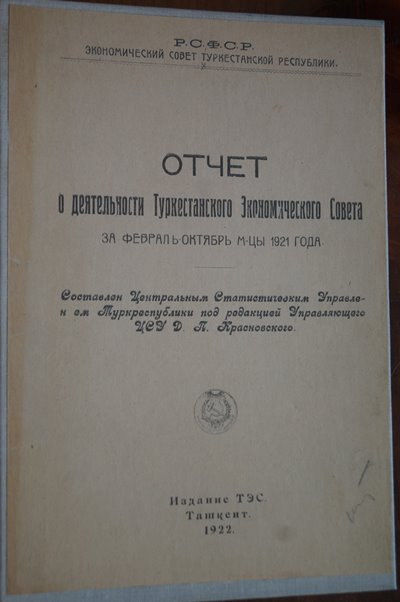 Р.С.Ф.С.Р.
ЭКОНОМИЧЕСКИЙ СОВЕТ ТУРКЕСТАНСКОЙ РЕСПУБЛИКИ.
ОТЧЕТ
о деятельности Туркестанского Экономического Совета
ЗА ФЕВРАЛЬ-ОКТЯБРЬ М-ЦЫ 1921 ГОДА.
Составлен Центральным Статистическим Управле-
н ем Туркреспублики под редакцией Управляющего
ЦСУ Д. П. Красновского.
Издание ТЭС.
Ташкент.
1922.